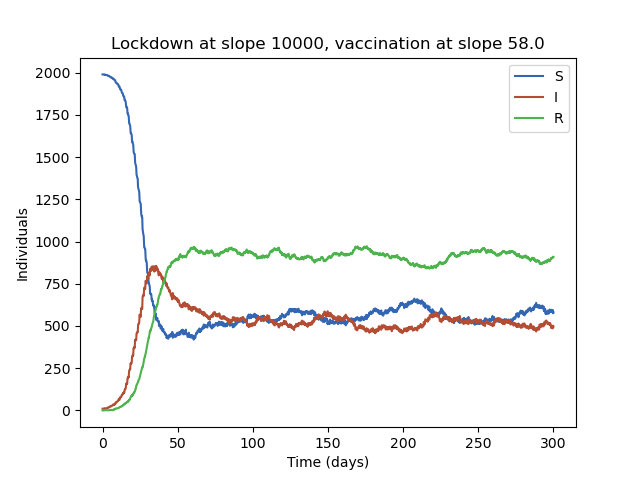 Lockdown at slope 10000, vaccination at slope 58.0
S
I
R
2000
1750
1500
1250
1000
750
500
250
0
Individuals
0 50 100 150 200 250 300
Time (days)